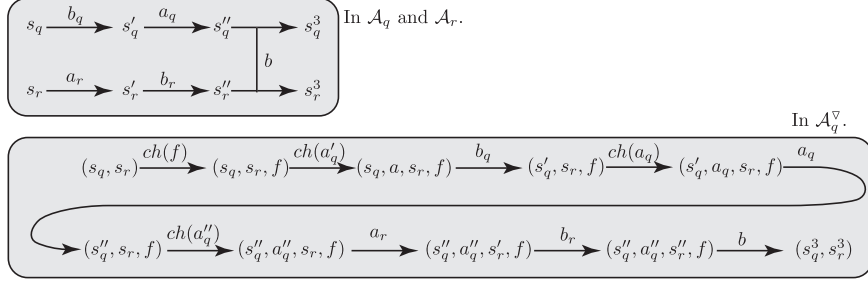 s_q b_q s'_q a_q s''_q s^3_q In 𝒜_q and 𝒜_r.
b
s_r a_r s'_r b_r s''_r s^3_r
In 𝒜^▽_q.
(s_q, s_r) ch(f) (s_q, s_r, f) ch(a'_q) (s_q, a, s_r, f) b_q (s'_q, s_r, f) ch(a_q) (s'_q, a_q, s_r, f) a_q
(s''_q, s_r, f) ch(a''_q) (s''_q, a''_q, s_r, f) a_r (s''_q, a''_q, s'_r, f) b_r (s''_q, a''_q, s''_r, f) b (s^3_q, s^3_r)